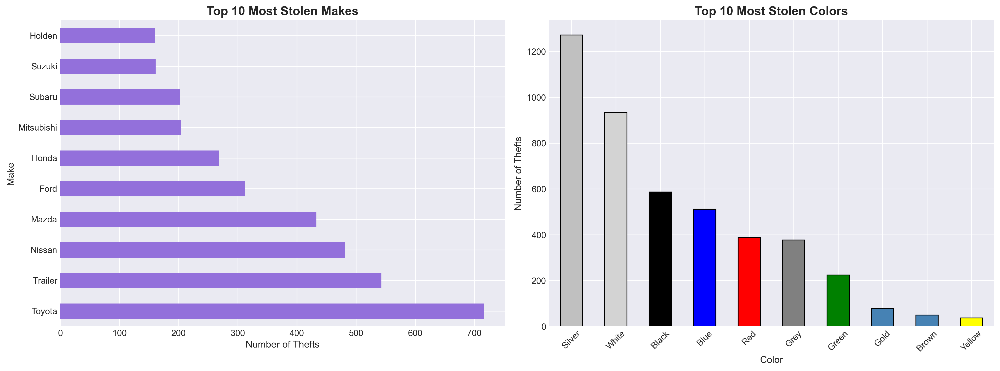 Top 10 Most Stolen Makes
Make
Holden
Suzuki
Subaru
Mitsubishi
Honda
Ford
Mazda
Nissan
Trailer
Toyota
0 100 200 300 400 500 600 700
Number of Thefts
Top 10 Most Stolen Colors
Number of Thefts
1200
1000
800
600
400
200
0
Silver White Black Blue Red Grey Green Gold Brown Yellow
Color